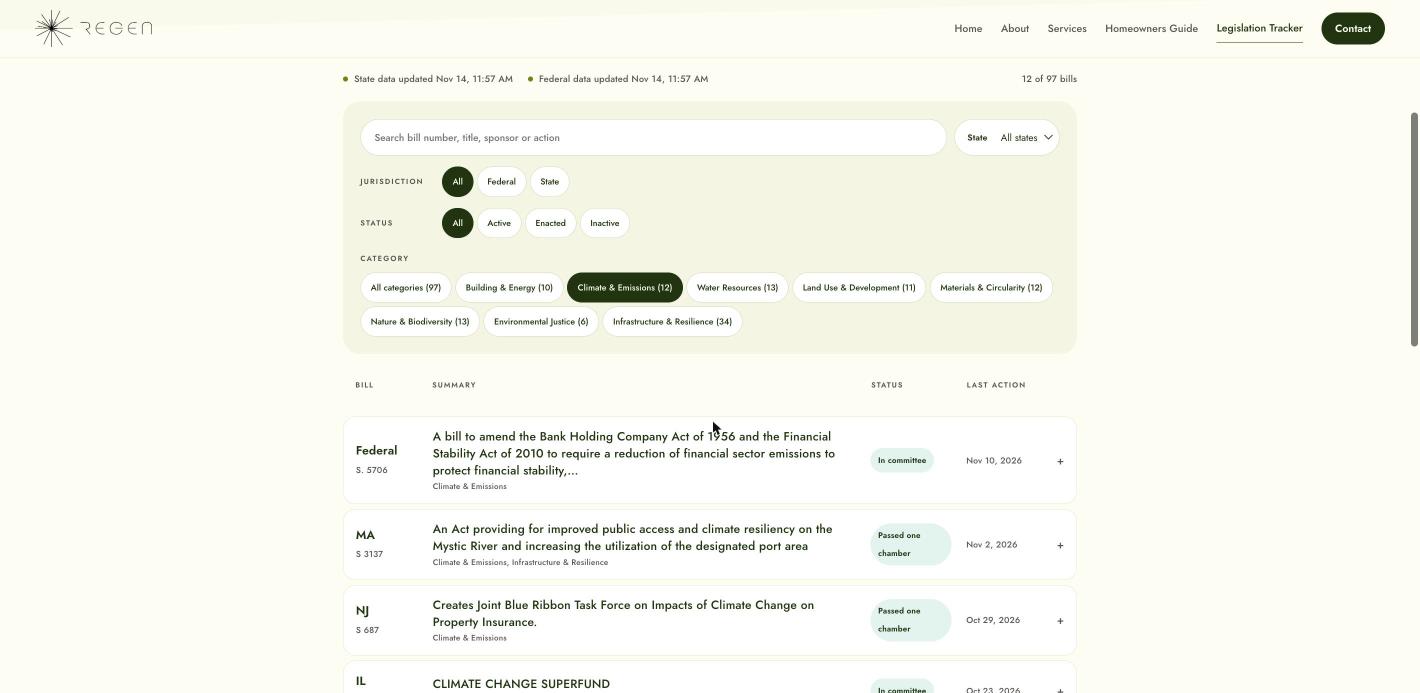 REGEN
Home
About
Services
Homeowners Guide
Legislation Tracker
Contact
State data updated Nov 14, 11:57 AM
Federal data updated Nov 14, 11:57 AM
12 of 97 bills
Search bill number, title, sponsor or action
State
All states
JURISDICTION
All
Federal
State
STATUS
All
Active
Enacted
Inactive
CATEGORY
All categories (97)
Building & Energy (10)
Climate & Emissions (12)
Water Resources (13)
Land Use & Development (11)
Materials & Circularity (12)
Nature & Biodiversity (13)
Environmental Justice (6)
Infrastructure & Resilience (34)
BILL
SUMMARY
STATUS
LAST ACTION
Federal
S. 5706
A bill to amend the Bank Holding Company Act of 1956 and the Financial
Stability Act of 2010 to require a reduction of financial sector emissions to
protect financial stability,...
Climate & Emissions
In committee
Nov 10, 2026
+
MA
S 3137
An Act providing for improved public access and climate resiliency on the
Mystic River and increasing the utilization of the designated port area
Climate & Emissions, Infrastructure & Resilience
Passed one
chamber
Nov 2, 2026
+
NJ
S 687
Creates Joint Blue Ribbon Task Force on Impacts of Climate Change on
Property Insurance.
Climate & Emissions
Passed one
chamber
Oct 29, 2026
+
IL
CLIMATE CHANGE SUPERFUND
In committee
Oct 23, 2026
+